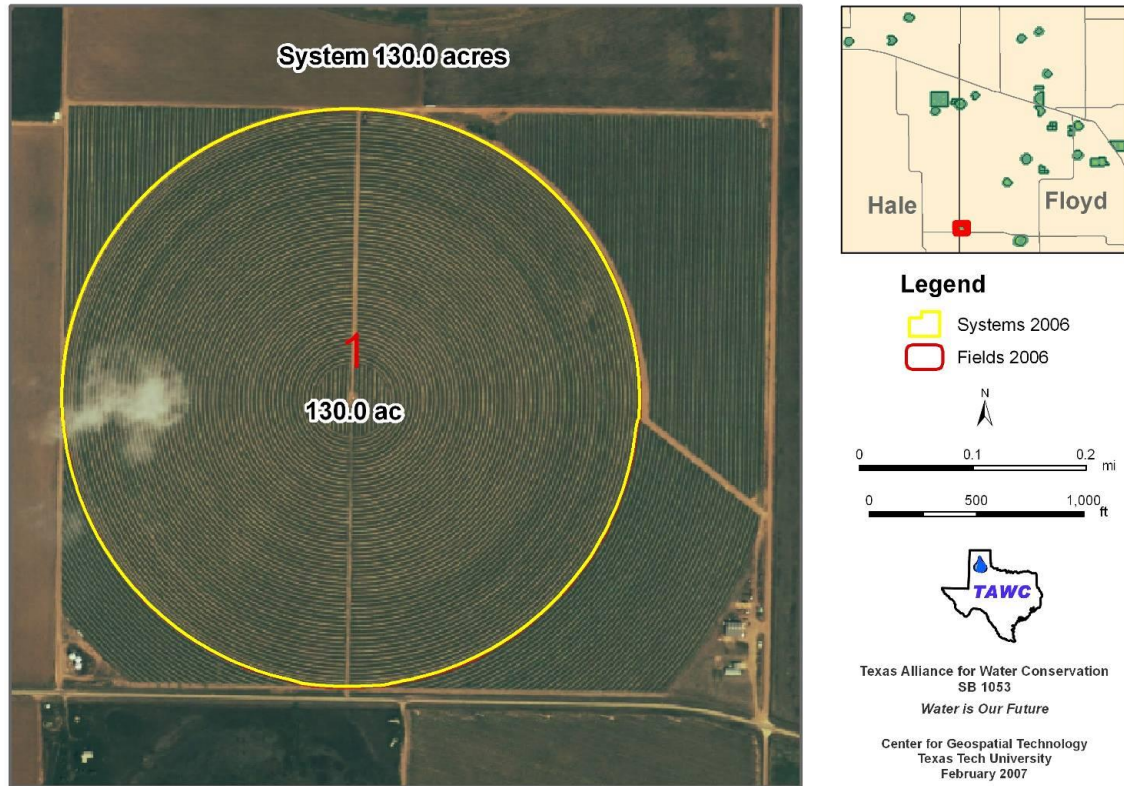 System 130.0 acres
1
130.0 ac
Hale
Floyd
Legend
Systems 2006
Fields 2006
N
0 0.1 0.2
mi
0 500 1,000
ft
TAWC
Texas Alliance for Water Conservation
SB 1053
Water is Our Future
Center for Geospatial Technology
Texas Tech University
February 2007